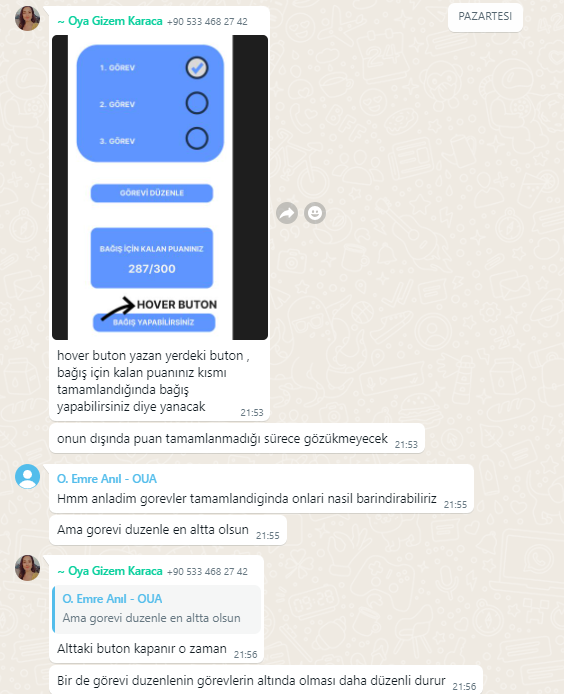 PAZARTESI
~ Oya Gizem Karaca +90 533 468 27 42
1. GÖREV
2. GÖREV
3. GÖREV
GÖREVİ DÜZENLE
BAĞIŞ İÇİN KALAN PUANINIZ
287/300
HOVER BUTON
BAĞIŞ YAPABİLİRSİNİZ
hover buton yazan yerdeki buton ,
bağış için kalan puanınız kısmı
tamamlandığında bağış
yapabilirsiniz diye yanacak
21:53
onun dışında puan tamamlanmadığı sürece gözükmeyecek 21:53
O. Emre Anıl - OUA
Hmm anladim gorevler tamamlandiginda onlari nasil barindirabiliriz 21:55
Ama gorevi duzenle en altta olsun 21:55
~ Oya Gizem Karaca +90 533 468 27 42
O. Emre Anıl - OUA
Ama gorevi duzenle en altta olsun
Alttaki buton kapanır o zaman 21:56
Bir de görevi duzenlenin görevlerin altında olması daha düzenli durur 21:56